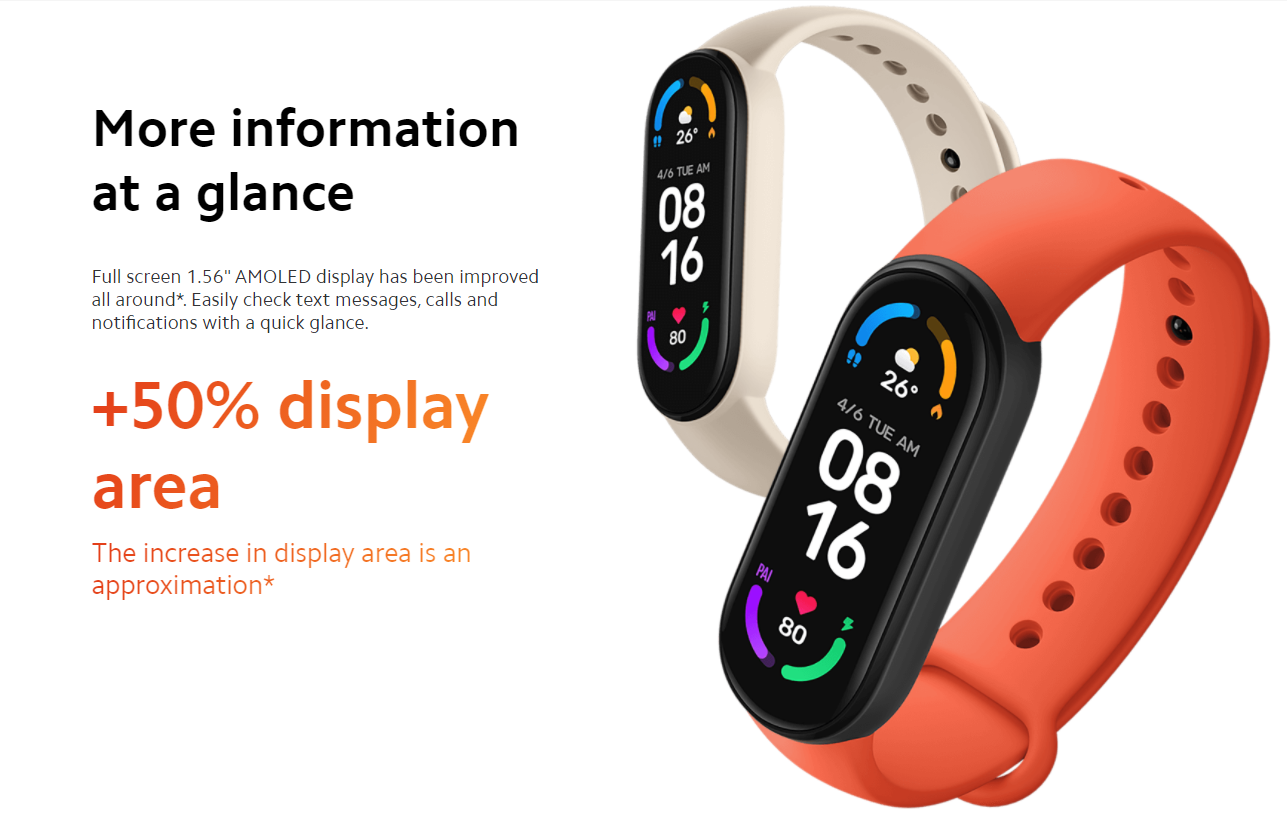 More information
at a glance
Full screen 1.56" AMOLED display has been improved
all around*. Easily check text messages, calls and
notifications with a quick glance.
+50% display
area
The increase in display area is an
approximation*
26°
4/6 TUE AM
08
16
PAI
80
26°
4/6 TUE AM
08
16
PAI
80